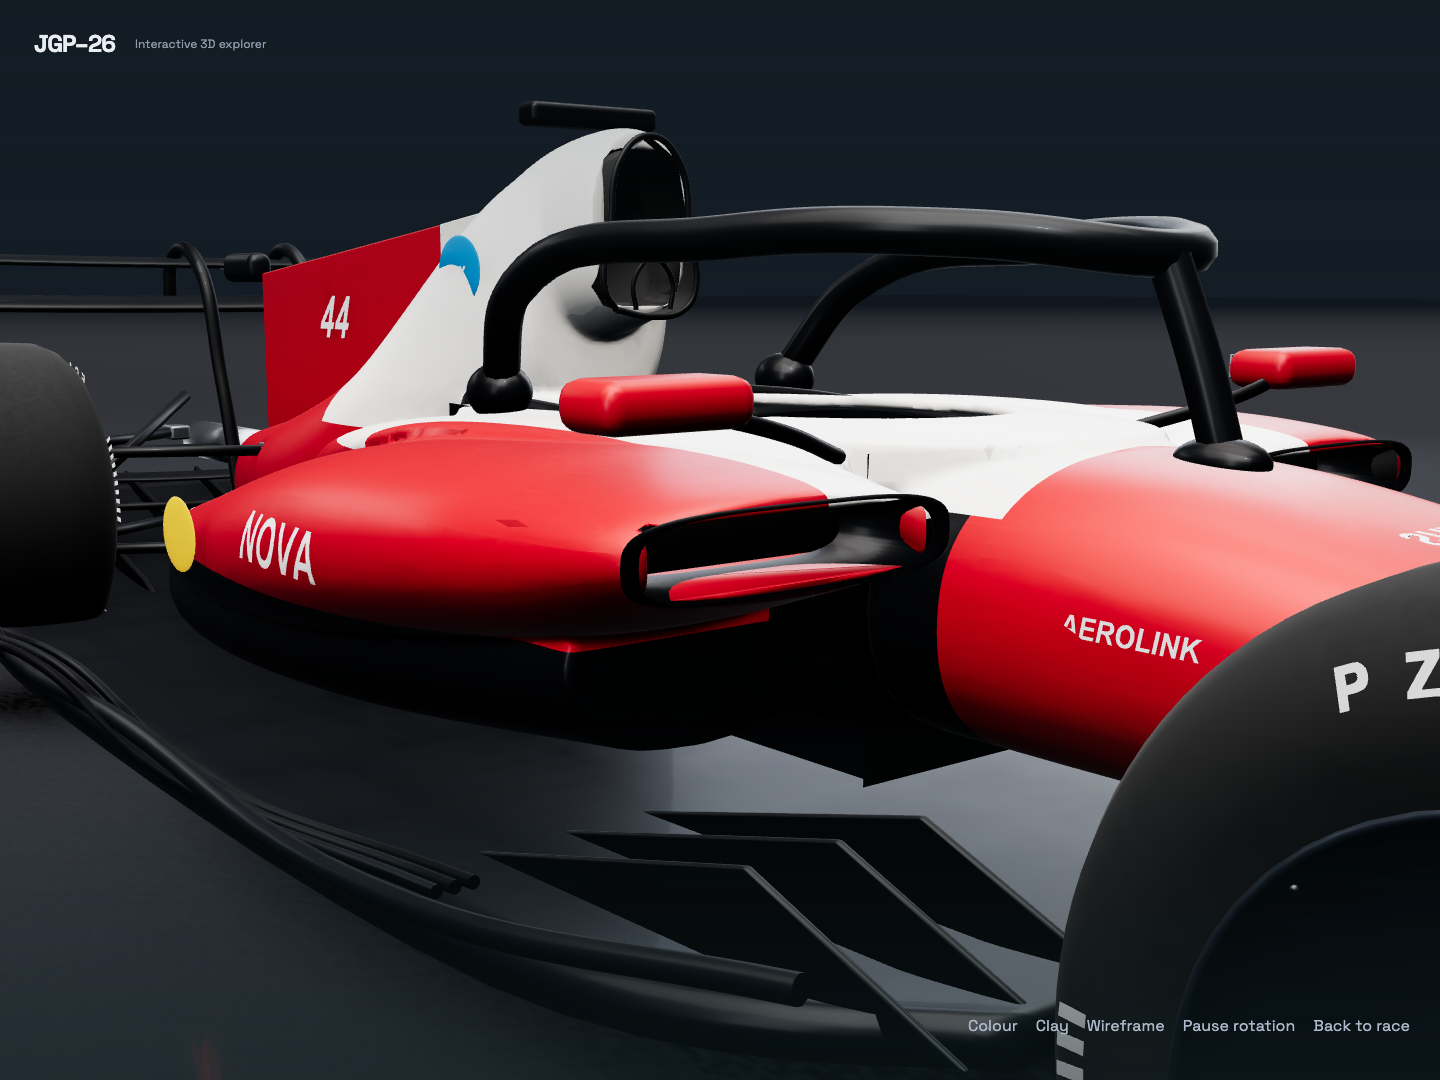 JGP–26 Interactive 3D explorer
44
NOVA
AEROLINK
P Z
Colour Clay Wireframe Pause rotation Back to race